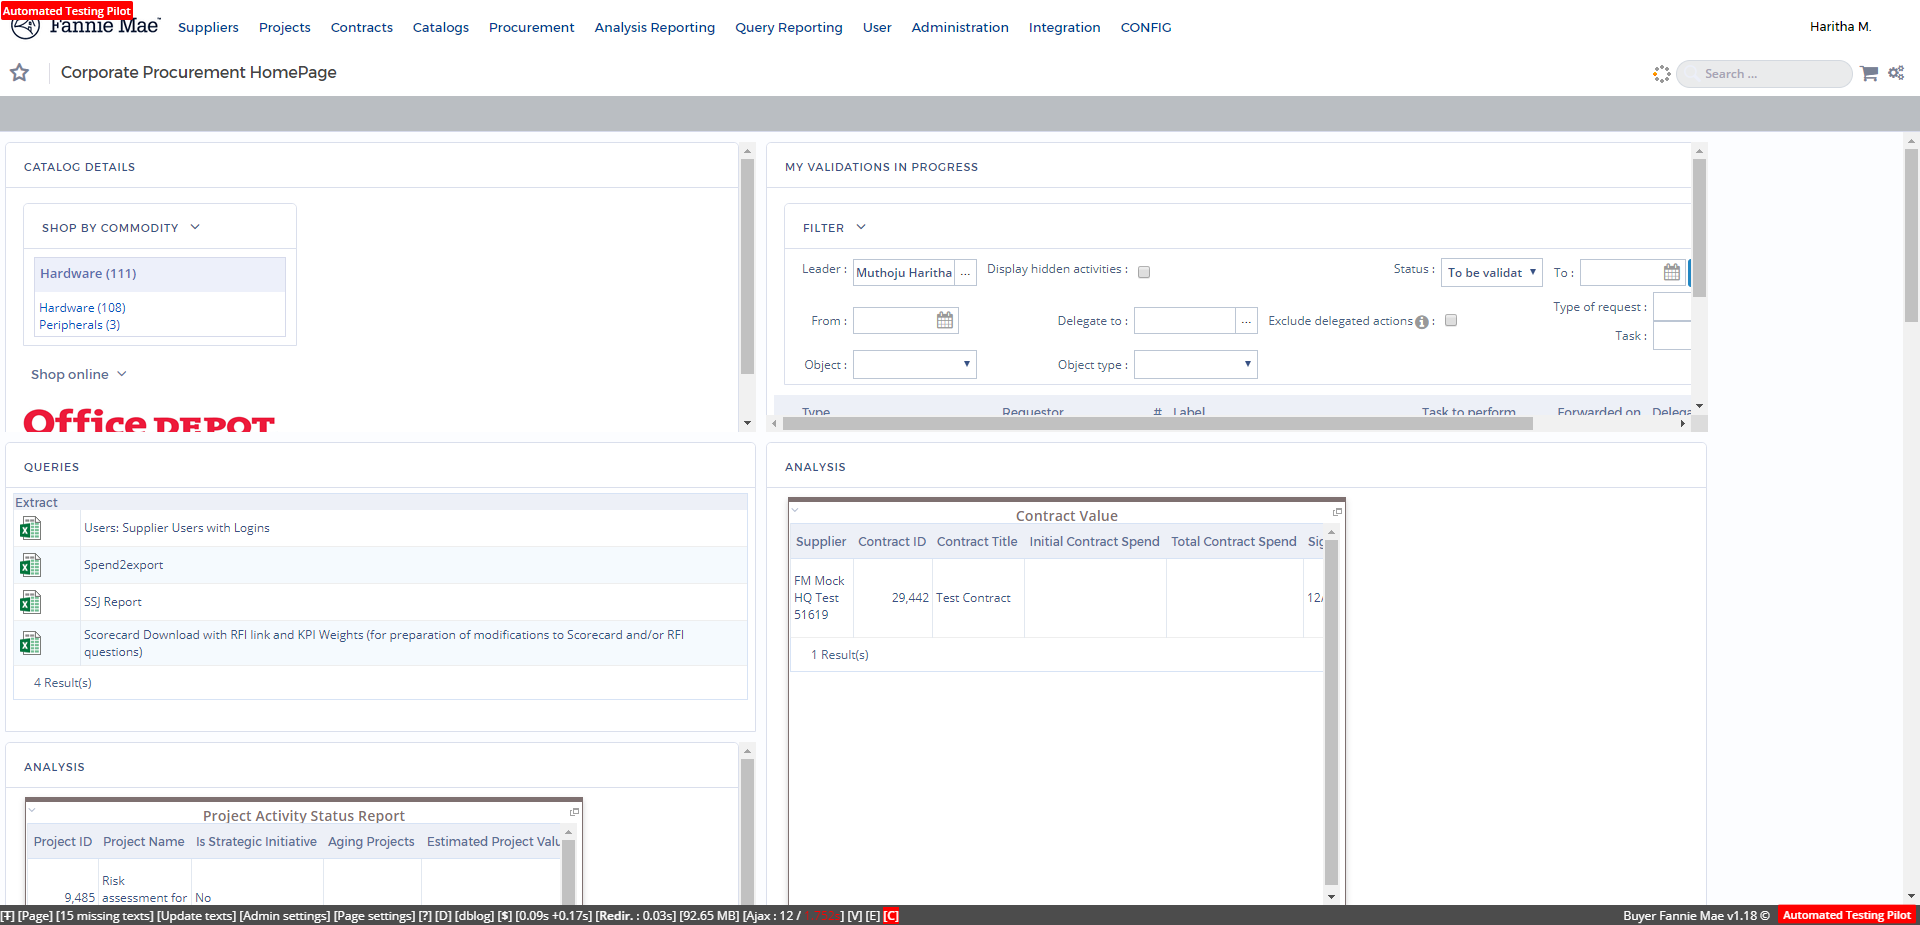 Automated Testing Pilot
Fannie Mae
Suppliers Projects Contracts Catalogs Procurement Analysis Reporting Query Reporting User Administration Integration CONFIG
Haritha M.
Corporate Procurement HomePage
Search ...
CATALOG DETAILS
SHOP BY COMMODITY
Hardware (111)
Hardware (108)
Peripherals (3)
Shop online
Office DEPOT
MY VALIDATIONS IN PROGRESS
FILTER
Leader : Muthoju Haritha ... Display hidden activities : Status : To be validat To :
From : Delegate to : ... Exclude delegated actions :
Type of request :
Task :
Object : Object type :
Type Requestor # Label Task to perform Forwarded on Delega
QUERIES
Extract
Users: Supplier Users with Logins
Spend2export
SSJ Report
Scorecard Download with RFI link and KPI Weights (for preparation of modifications to Scorecard and/or RFI
questions)
4 Result(s)
ANALYSIS
Contract Value
Supplier Contract ID Contract Title Initial Contract Spend Total Contract Spend Sig
FM Mock
HQ Test
51619
29,442 Test Contract 12/
1 Result(s)
ANALYSIS
Project Activity Status Report
Project ID Project Name Is Strategic Initiative Aging Projects Estimated Project Valu
Risk
9,485 assessment for No
[Ŧ] [Page] [15 missing texts] [Update texts] [Admin settings] [Page settings] [?] [D] [dblog] [$] [0.09s +0.17s] [Redir. : 0.03s] [92.65 MB] [Ajax : 12 / ] [V] [E] [C]
Buyer Fannie Mae v1.18 © Automated Testing Pilot